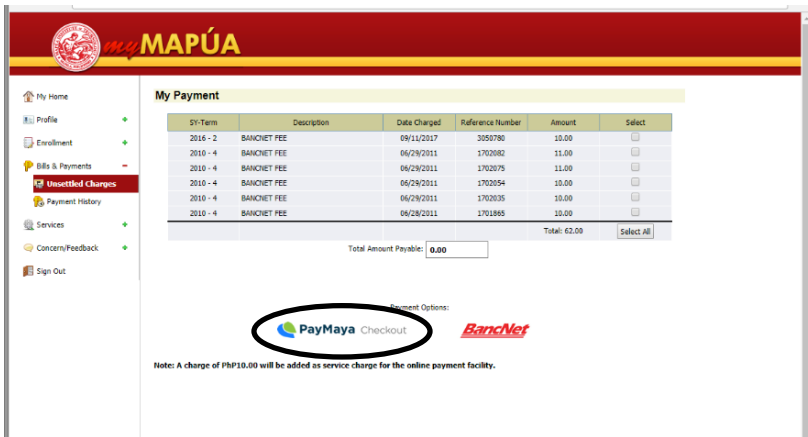 my MAPÚA
My Home
Profile
Enrollment
Bills & Payments
Unsettled Charges
Payment History
Services
Concern/Feedback
Sign Out
My Payment
SY-Term Description Date Charged Reference Number Amount Select
2016 - 2 BANCNET FEE 09/11/2017 3050780 10.00
2010 - 4 BANCNET FEE 06/29/2011 1702082 11.00
2010 - 4 BANCNET FEE 06/29/2011 1702075 11.00
2010 - 4 BANCNET FEE 06/29/2011 1702054 10.00
2010 - 4 BANCNET FEE 06/29/2011 1702035 10.00
2010 - 4 BANCNET FEE 06/28/2011 1701865 10.00
Total: 62.00 Select All
Total Amount Payable: 0.00
Payment Options:
PayMaya Checkout BancNet
Note: A charge of PhP10.00 will be added as service charge for the online payment facility.